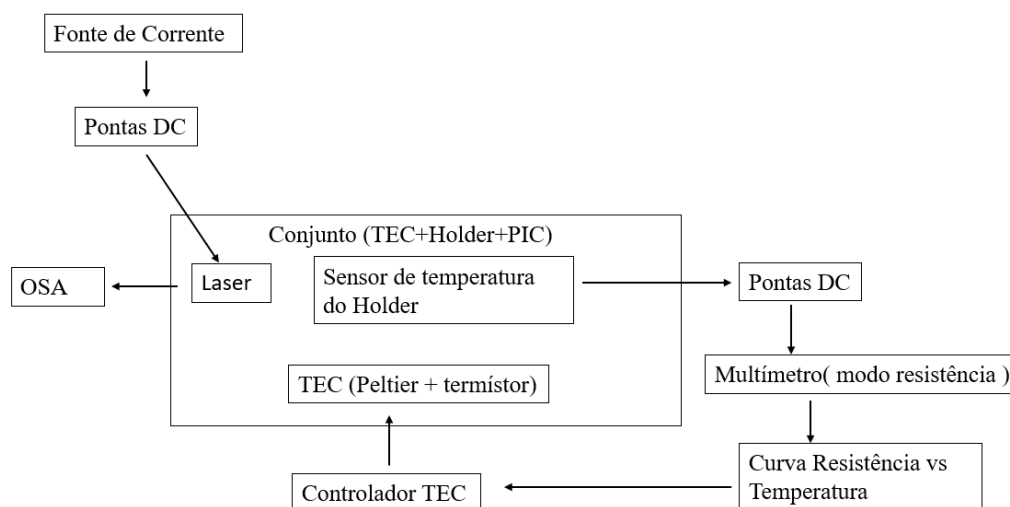 Fonte de Corrente
Pontas DC
Conjunto (TEC+Holder+PIC)
OSA
Laser
Sensor de temperatura
do Holder
Pontas DC
TEC (Peltier + termístor)
Multímetro( modo resistência )
Controlador TEC
Curva Resistência vs
Temperatura